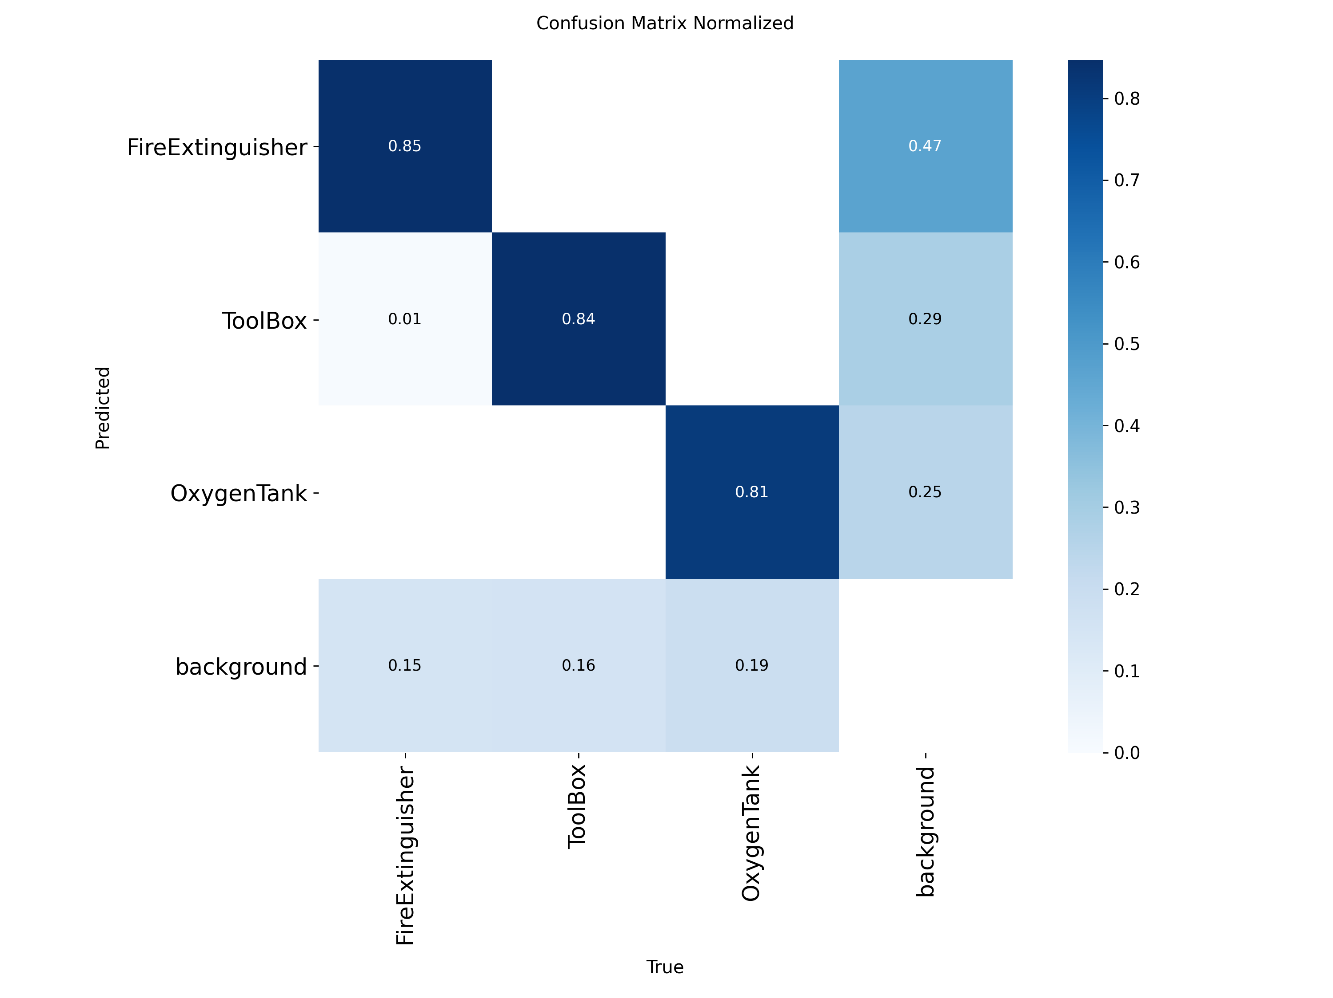 Confusion Matrix Normalized
FireExtinguisher
0.85
0.47
ToolBox
0.01
0.84
0.29
OxygenTank
0.81
0.25
background
0.15
0.16
0.19
Predicted
FireExtinguisher
ToolBox
OxygenTank
background
True
0.8
0.7
0.6
0.5
0.4
0.3
0.2
0.1
0.0